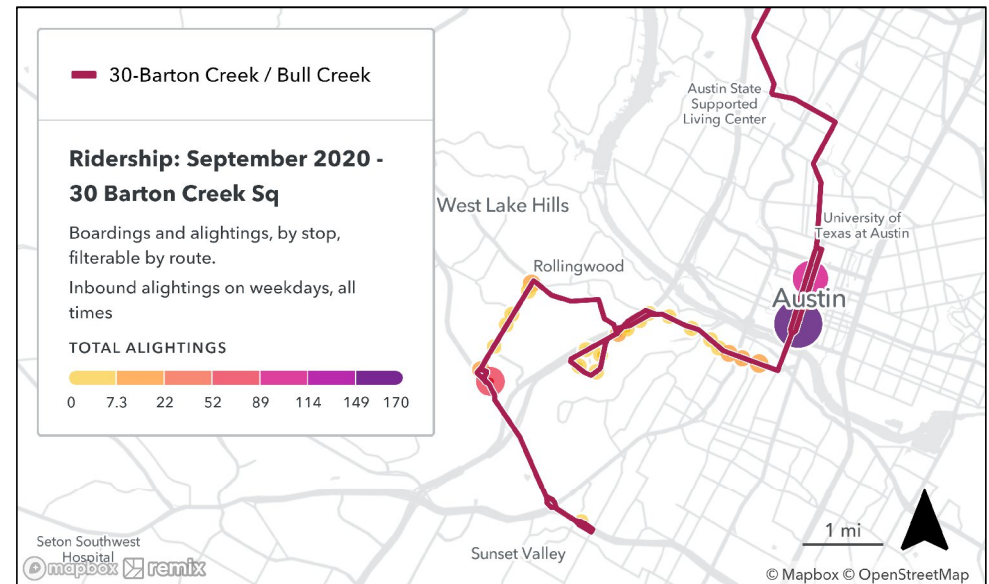 30-Barton Creek / Bull Creek
Ridership: September 2020 -
30 Barton Creek Sq
Boardings and alightings, by stop,
filterable by route.
Inbound alightings on weekdays, all
times
TOTAL ALIGHTINGS
0 7.3 22 52 89 114 149 170
Austin State
Supported
Living Center
West Lake Hills
University of
Texas at Austin
Rollingwood
Austin
1 mi
Seton Southwest
Hospital
Sunset Valley
mapbox remix
© Mapbox © OpenStreetMap